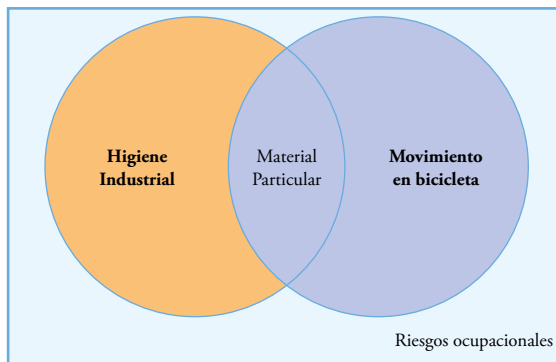 Higiene
Industrial
Material
Particular
Movimiento
en bicicleta
Riesgos ocupacionales